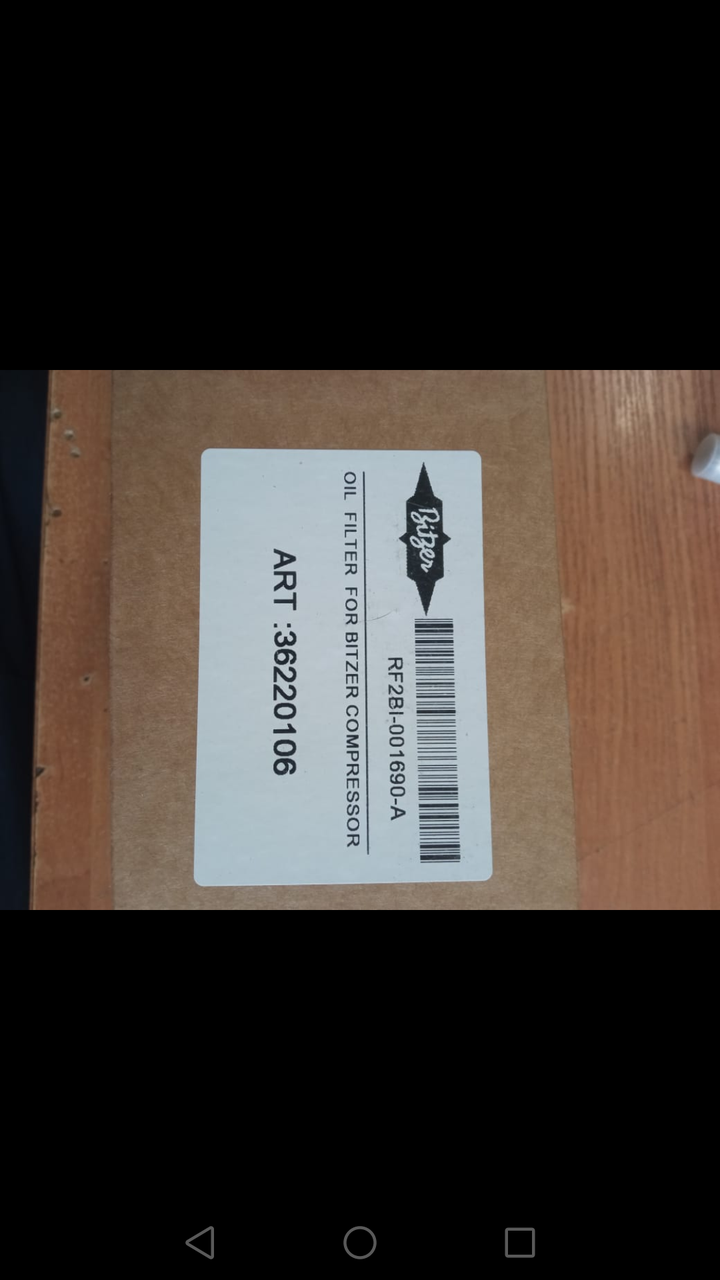 Bitzer
RF2BI-001690-A
OIL FILTER FOR BITZER COMPRESSOR
ART :36220106